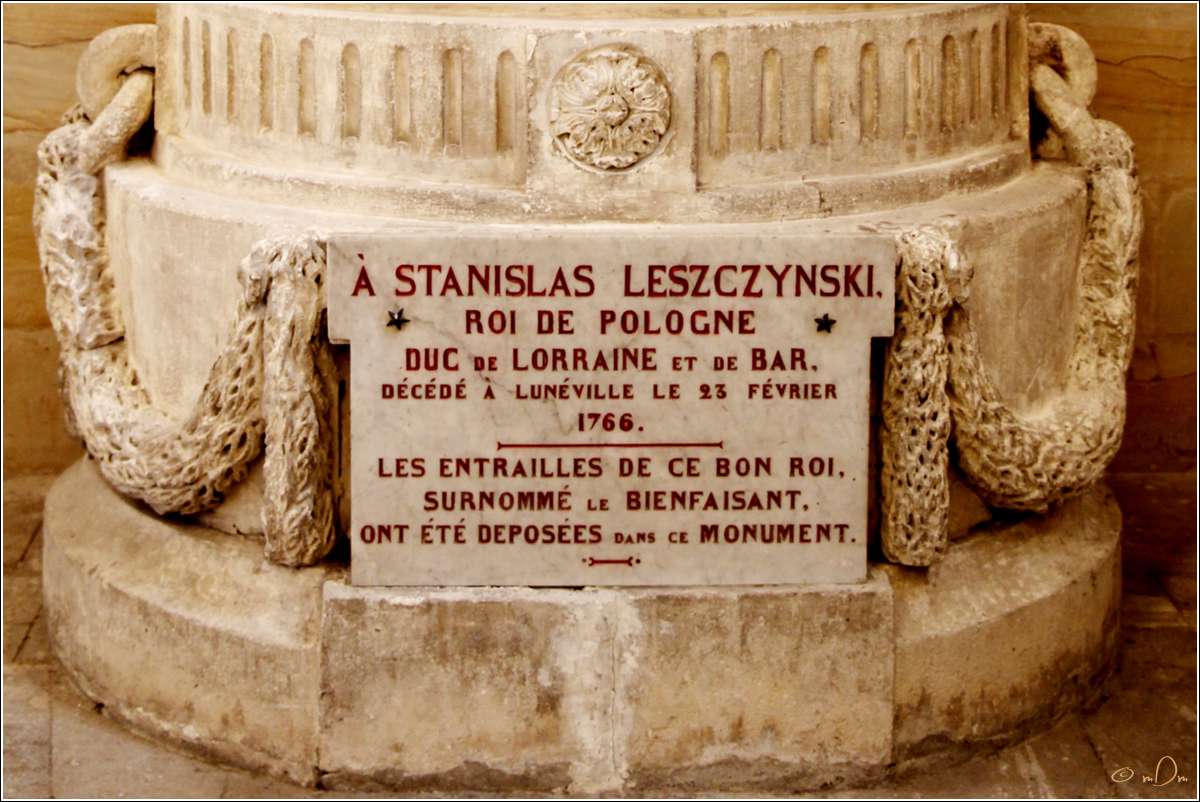 À STANISLAS LESZCZYNSKI,
ROI DE POLOGNE
DUC DE LORRAINE ET DE BAR,
DÉCÉDÉ À LUNÉVILLE LE 23 FÉVRIER
1766.
LES ENTRAILLES DE CE BON ROI,
SURNOMMÉ LE BIENFAISANT,
ONT ÉTÉ DEPOSÉES DANS CE MONUMENT.
© mDm